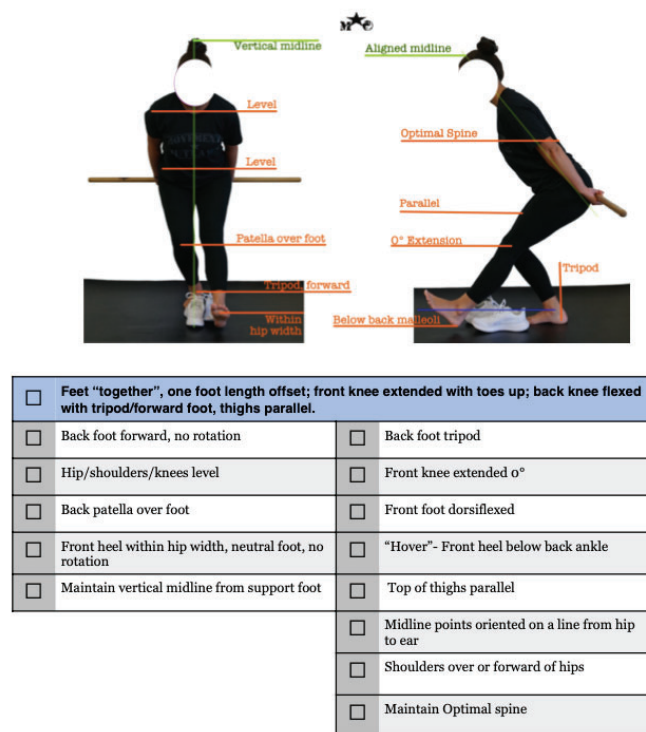 M C
Vertical midline
Aligned midline
Level
Optimal Spine
Level
Parallel
Patella over foot
0° Extension
Tripod, forward
Tripod
Within
hip width
Below back malleoli
Feet “together”, one foot length offset; front knee extended with toes up; back knee flexed
with tripod/forward foot, thighs parallel.
Back foot forward, no rotation
Back foot tripod
Hip/shoulders/knees level
Front knee extended 0°
Back patella over foot
Front foot dorsiflexed
Front heel within hip width, neutral foot, no
rotation
“Hover”- Front heel below back ankle
Maintain vertical midline from support foot
Top of thighs parallel
Midline points oriented on a line from hip
to ear
Shoulders over or forward of hips
Maintain Optimal spine